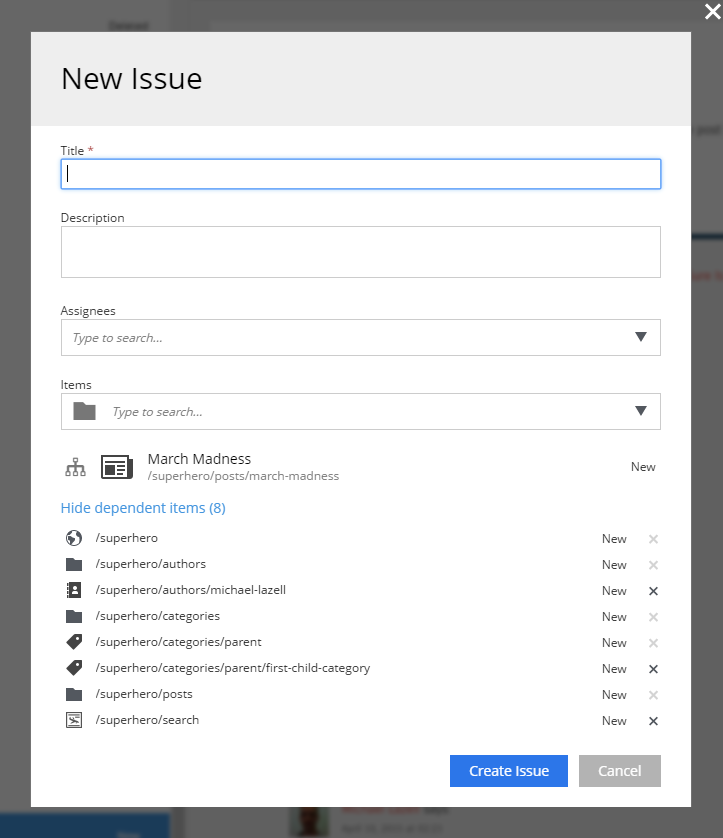 Deleted
New Issue
Title *
Description
Assignees
Type to search...
Items
Type to search...
March Madness
/superhero/posts/march-madness
New
Hide dependent items (8)
/superhero New
/superhero/authors New
/superhero/authors/michael-lazell New
/superhero/categories New
/superhero/categories/parent New
/superhero/categories/parent/first-child-category New
/superhero/posts New
/superhero/search New
Create Issue Cancel